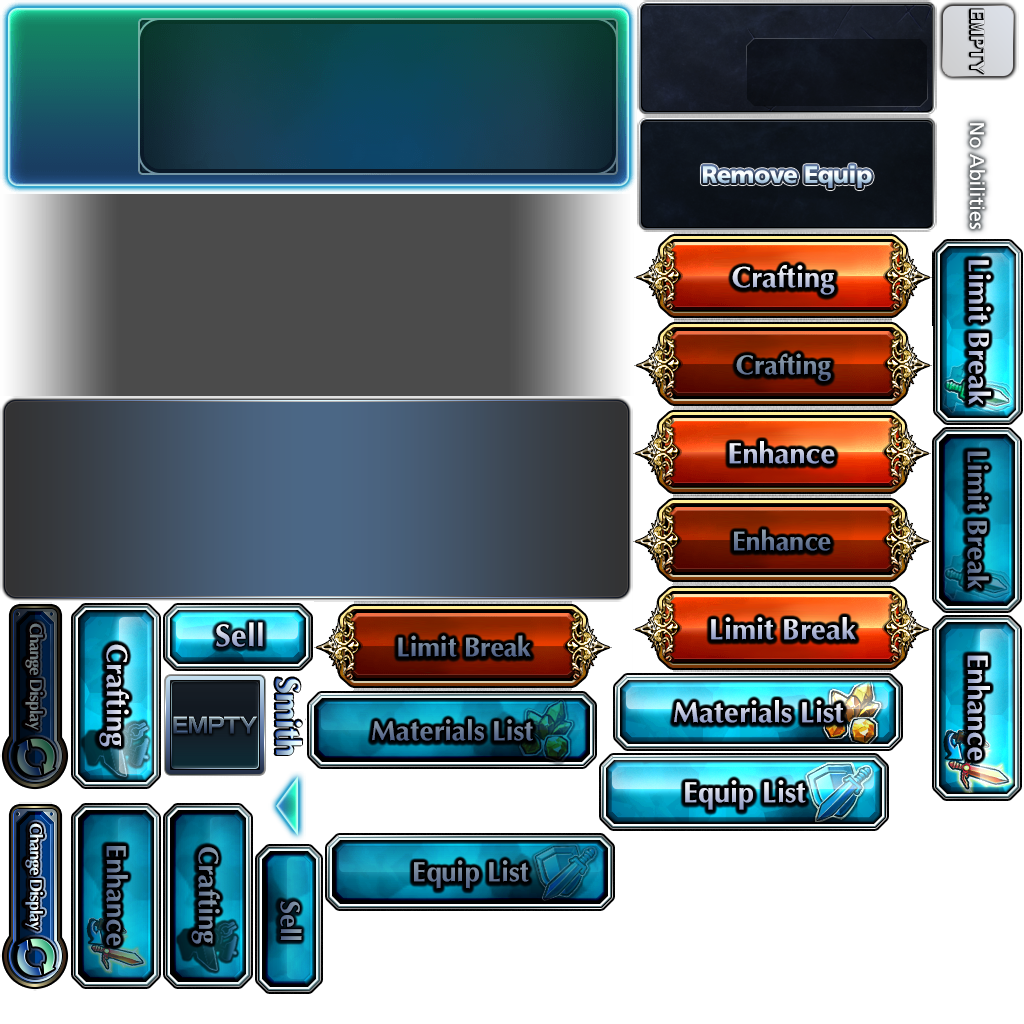 EMPTY
No Abilities
Remove Equip
Crafting
Crafting
Enhance
Enhance
Limit Break
Limit Break
Limit Break
Enhance
Change Display
Crafting
Sell
EMPTY
Smith
Limit Break
Materials List
Materials List
Equip List
Change Display
Enhance
Crafting
Sell
Equip List